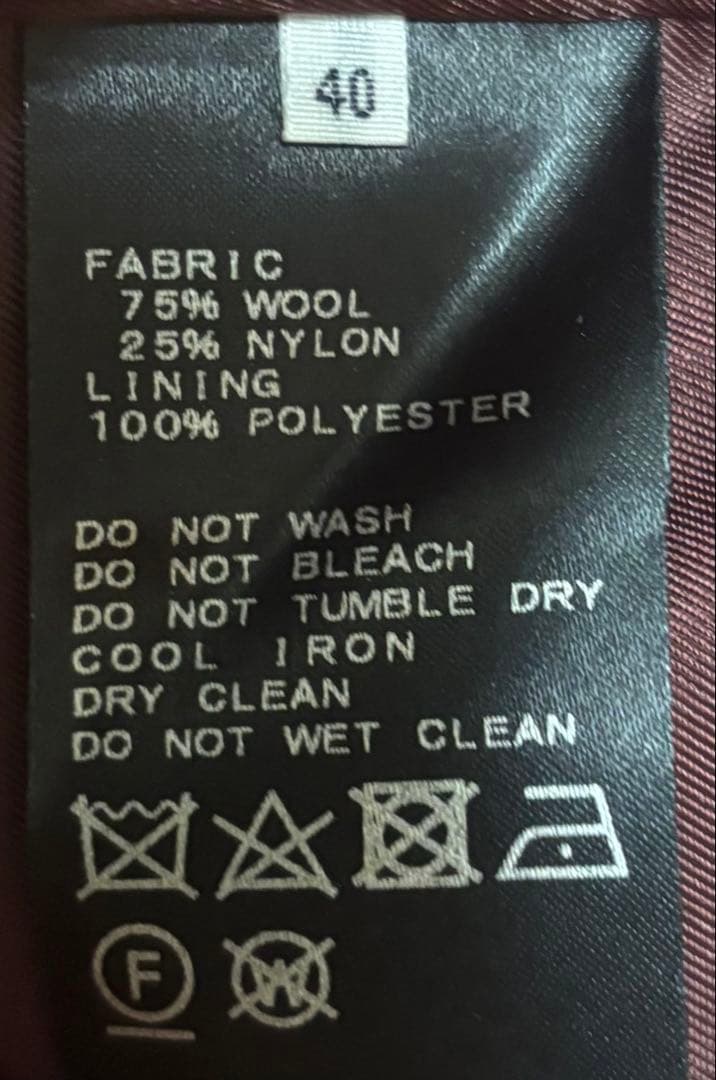 40
FABRIC
75% WOOL
25% NYLON
LINING
100% POLYESTER
DO NOT WASH
DO NOT BLEACH
DO NOT TUMBLE DRY
COOL IRON
DRY CLEAN
DO NOT WET CLEAN
F W